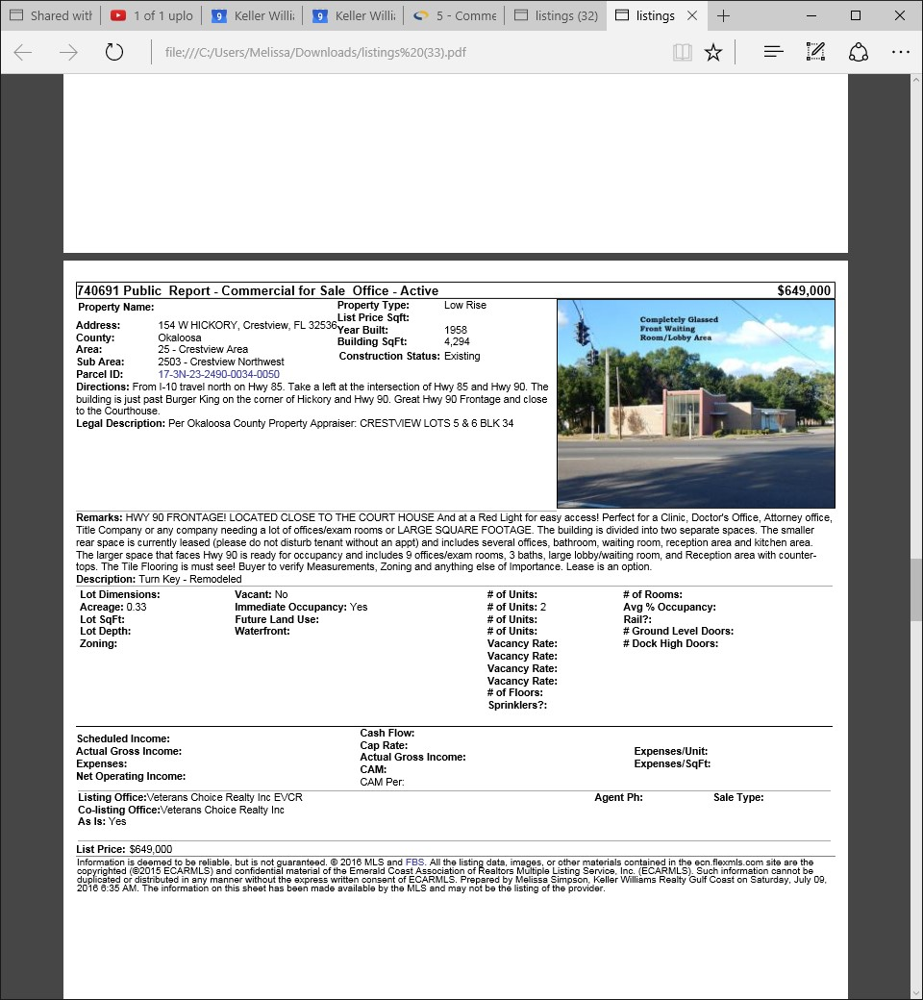 Shared with
1 of 1 uplo
9 Keller Willi
9 Keller Willi
5 - Comme
listings (32)
listings
file:///C:/Users/Melissa/Downloads/listings%20(33).pdf
740691 Public Report - Commercial for Sale Office - Active $649,000
Property Name:
Address: 154 W HICKORY, Crestview, FL 32536
County: Okaloosa
Area: 25 - Crestview Area
Sub Area: 2503 - Crestview Northwest
Parcel ID: 17-3N-23-2490-0034-0050
Property Type: Low Rise
List Price Sqft:
Year Built: 1958
Building SqFt: 4,294
Construction Status: Existing
Directions: From I-10 travel north on Hwy 85. Take a left at the intersection of Hwy 85 and Hwy 90. The
building is just past Burger King on the corner of Hickory and Hwy 90. Great Hwy 90 Frontage and close
to the Courthouse.
Legal Description: Per Okaloosa County Property Appraiser: CRESTVIEW LOTS 5 & 6 BLK 34
Completely Glassed
Front Waiting
Room/Lobby Area
Remarks: HWY 90 FRONTAGE! LOCATED CLOSE TO THE COURT HOUSE And at a Red Light for easy access! Perfect for a Clinic, Doctor's Office, Attorney office,
Title Company or any company needing a lot of offices/exam rooms or LARGE SQUARE FOOTAGE. The building is divided into two separate spaces. The smaller
rear space is currently leased (please do not disturb tenant without an appt) and includes several offices, bathroom, waiting room, reception area and kitchen area.
The larger space that faces Hwy 90 is ready for occupancy and includes 9 offices/exam rooms, 3 baths, large lobby/waiting room, and Reception area with counter-
tops. The Tile Flooring is must see! Buyer to verify Measurements, Zoning and anything else of Importance. Lease is an option.
Description: Turn Key - Remodeled
Lot Dimensions:
Acreage: 0.33
Lot SqFt:
Lot Depth:
Zoning:
Vacant: No
Immediate Occupancy: Yes
Future Land Use:
Waterfront:
# of Units:
# of Units: 2
# of Units:
# of Units:
Vacancy Rate:
Vacancy Rate:
Vacancy Rate:
Vacancy Rate:
# of Floors:
Sprinklers?:
# of Rooms:
Avg % Occupancy:
Rail?:
# Ground Level Doors:
# Dock High Doors:
Scheduled Income:
Actual Gross Income:
Expenses:
Net Operating Income:
Cash Flow:
Cap Rate:
Actual Gross Income:
CAM:
CAM Per:
Expenses/Unit:
Expenses/SqFt:
Listing Office:Veterans Choice Realty Inc EVCR Agent Ph: Sale Type:
Co-listing Office:Veterans Choice Realty Inc
As Is: Yes
List Price: $649,000
Information is deemed to be reliable, but is not guaranteed. © 2016 MLS and FBS. All the listing data, images, or other materials contained in the ecn.flexmls.com site are the
copyrighted (©2015 ECARMLS) and confidential material of the Emerald Coast Association of Realtors Multiple Listing Service, Inc. (ECARMLS). Such information cannot be
duplicated or distributed in any manner without the express written consent of ECARMLS. Prepared by Melissa Simpson, Keller Williams Realty Gulf Coast on Saturday, July 09,
2016 6:35 AM. The information on this sheet has been made available by the MLS and may not be the listing of the provider.